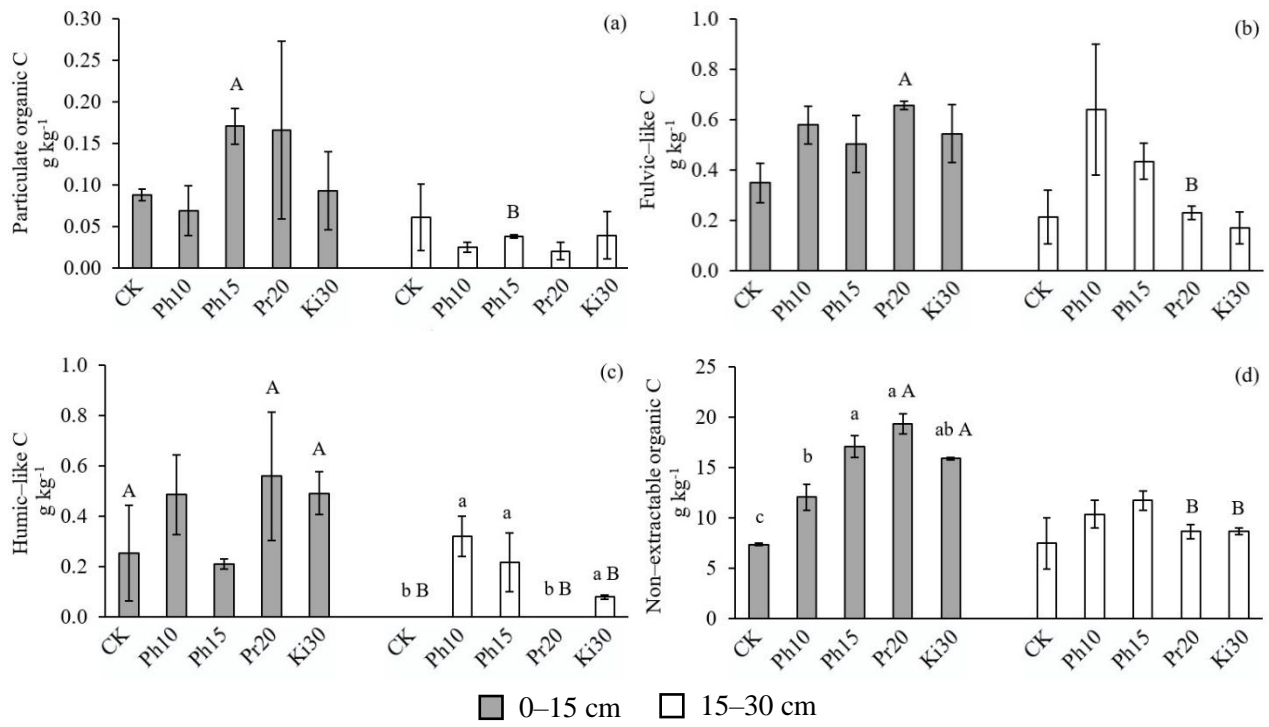 (a)
Particulate organic C
g kg-1
0.30
0.25
0.20
0.15
0.10
0.05
0.00
A
B
CK Ph10 Ph15 Pr20 Ki30 CK Ph10 Ph15 Pr20 Ki30
(b)
Fulvic–like C
g kg-1
1.0
0.8
0.6
0.4
0.2
0.0
A
B
CK Ph10 Ph15 Pr20 Ki30 CK Ph10 Ph15 Pr20 Ki30
(c)
Humic–like C
g kg-1
1.0
0.8
0.6
0.4
0.2
0.0
A A A
a a
b B b B a B
CK Ph10 Ph15 Pr20 Ki30 CK Ph10 Ph15 Pr20 Ki30
(d)
Non–extractable organic C
g kg-1
25
20
15
10
5
0
c b a a A ab A
B B
CK Ph10 Ph15 Pr20 Ki30 CK Ph10 Ph15 Pr20 Ki30
0–15 cm 15–30 cm